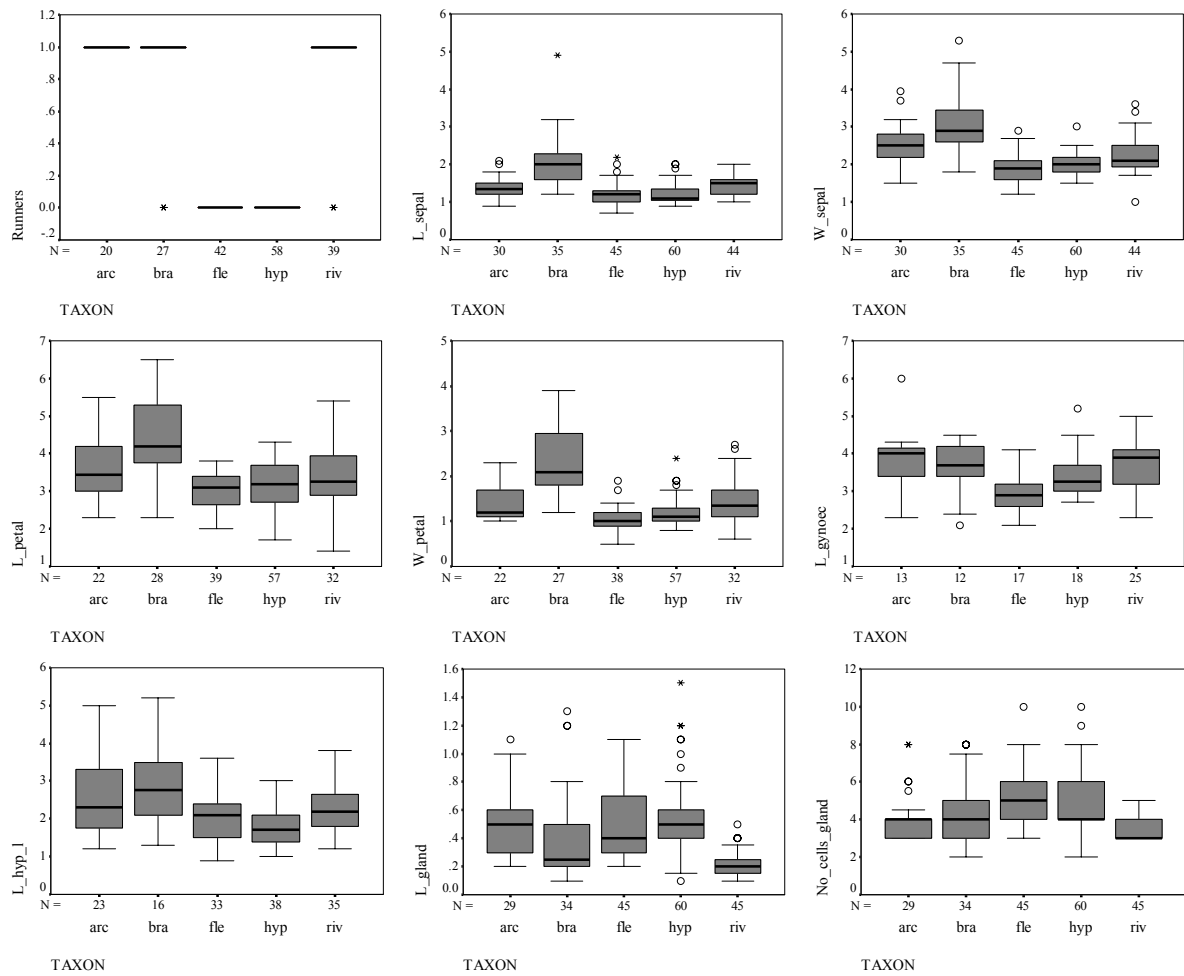 1.2
1.0
.8
.6
.4
.2
0.0
-.2
Runners
N = 20 27 42 58 39
arc bra fle hyp riv
TAXON
6
5
4
3
2
1
0
L_sepal
N = 30 35 45 60 44
arc bra fle hyp riv
TAXON
6
5
4
3
2
1
0
W_sepal
N = 30 35 45 60 44
arc bra fle hyp riv
TAXON
7
6
5
4
3
2
1
L_petal
N = 22 28 39 57 32
arc bra fle hyp riv
TAXON
5
4
3
2
1
0
W_petal
N = 22 27 38 57 32
arc bra fle hyp riv
TAXON
7
6
5
4
3
2
1
L_gynoec
N = 13 12 17 18 25
arc bra fle hyp riv
TAXON
6
5
4
3
2
1
0
L_hyp_l
N = 23 16 33 38 35
arc bra fle hyp riv
TAXON
1.6
1.4
1.2
1.0
.8
.6
.4
.2
0.0
L_gland
N = 29 34 45 60 45
arc bra fle hyp riv
TAXON
12
10
8
6
4
2
0
No_cells_gland
N = 29 34 45 60 45
arc bra fle hyp riv
TAXON